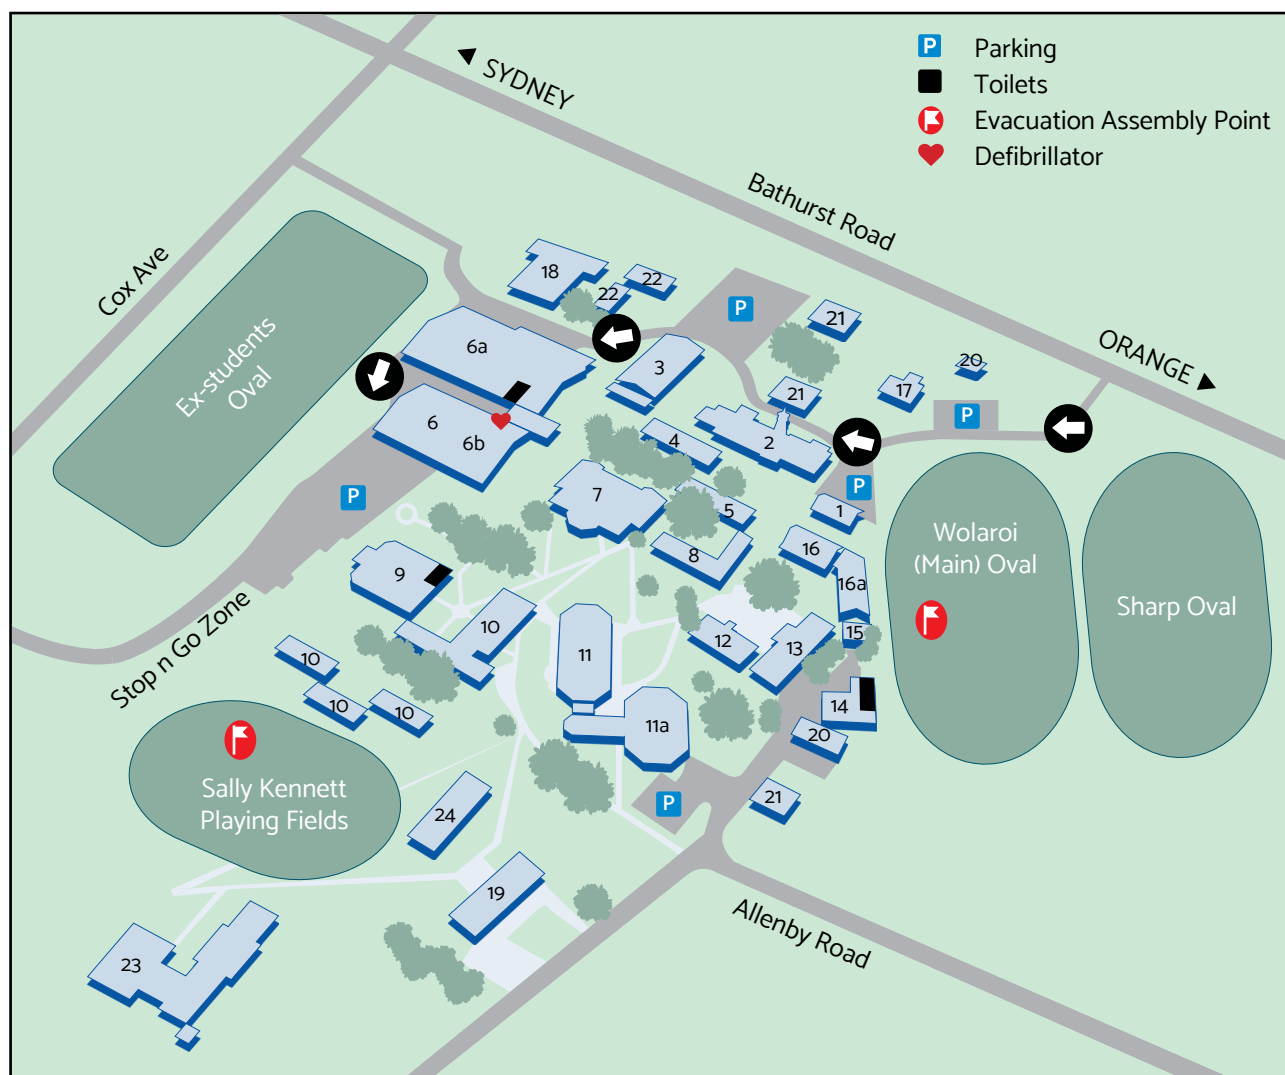 P Parking
Toilets
Evacuation Assembly Point
Defibrillator
SYDNEY
Bathurst Road
ORANGE
Cox Ave
Ex-students
Oval
18
22
22
P
21
6a
3
20
21
17
P
6
6b
4
2
P
1
7
5
P
8
16
16a
Wolaroi
(Main) Oval
Sharp Oval
9
10
12
13
15
11
Stop n Go Zone
10
10
10
14
11a
20
Sally Kennett
Playing Fields
P
21
24
19
Allenby Road
23